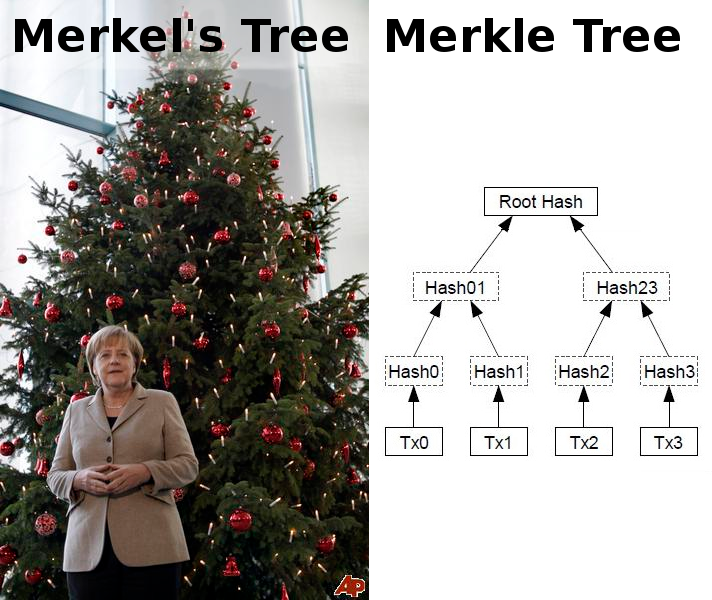 Merkel's Tree
Merkle Tree
Root Hash
Hash01 Hash23
Hash0 Hash1 Hash2 Hash3
Tx0 Tx1 Tx2 Tx3
AP